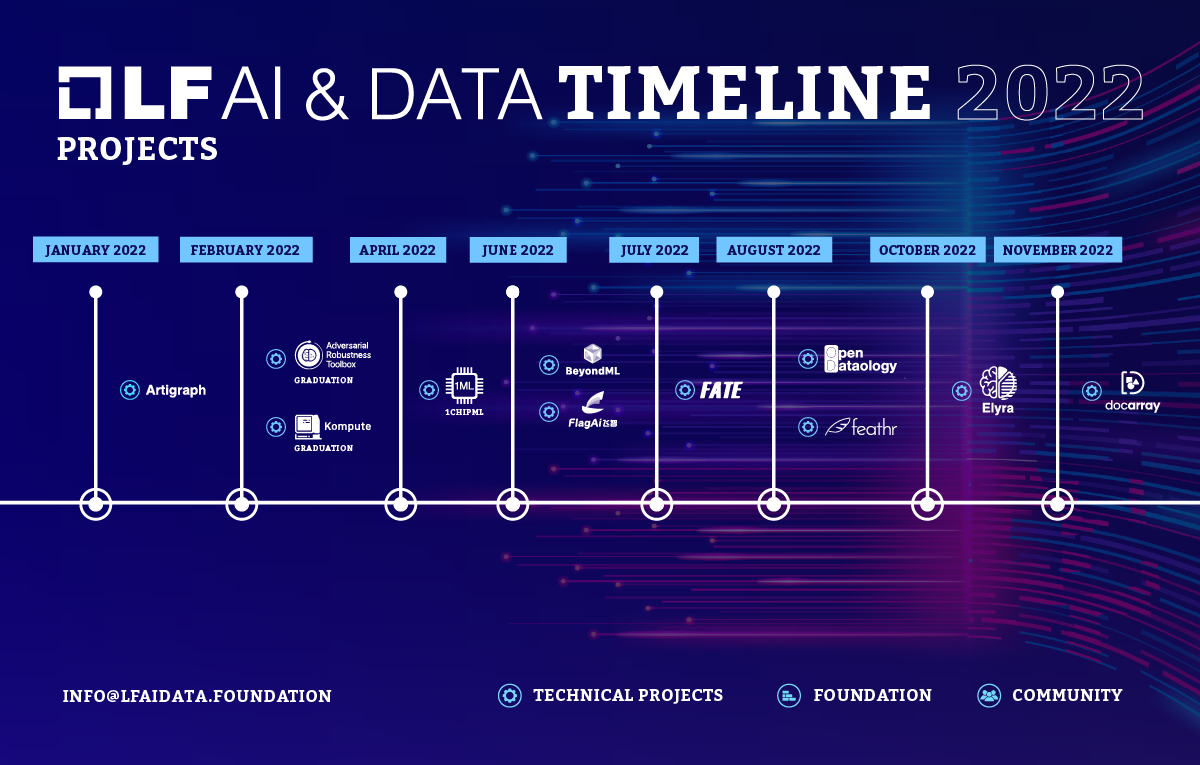 LF AI & DATA TIMELINE 2022
PROJECTS
JANUARY 2022
FEBRUARY 2022
APRIL 2022
JUNE 2022
JULY 2022
AUGUST 2022
OCTOBER 2022
NOVEMBER 2022
Artigraph
Adversarial
Robustness
Toolbox
GRADUATION
Kompute
GRADUATION
1ML
1CHIPML
BeyondML
FlagAi飞智
FATE
Open
Dataology
feathr
Elyra
docarray
INFO@LFAIDATA.FOUNDATION
TECHNICAL PROJECTS
FOUNDATION
COMMUNITY